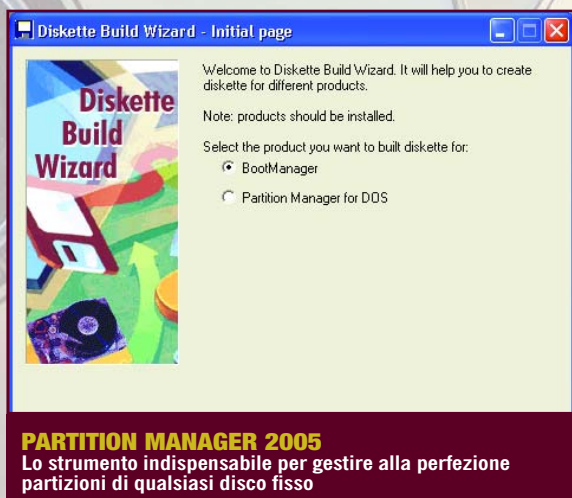 Diskette Build Wizard - Initial page
Diskette
Build
Wizard
Welcome to Diskette Build Wizard. It will help you to create
diskette for different products.
Note: products should be installed.
Select the product you want to built diskette for:
BootManager
Partition Manager for DOS
PARTITION MANAGER 2005
Lo strumento indispensabile per gestire alla perfezione
partizioni di qualsiasi disco fisso